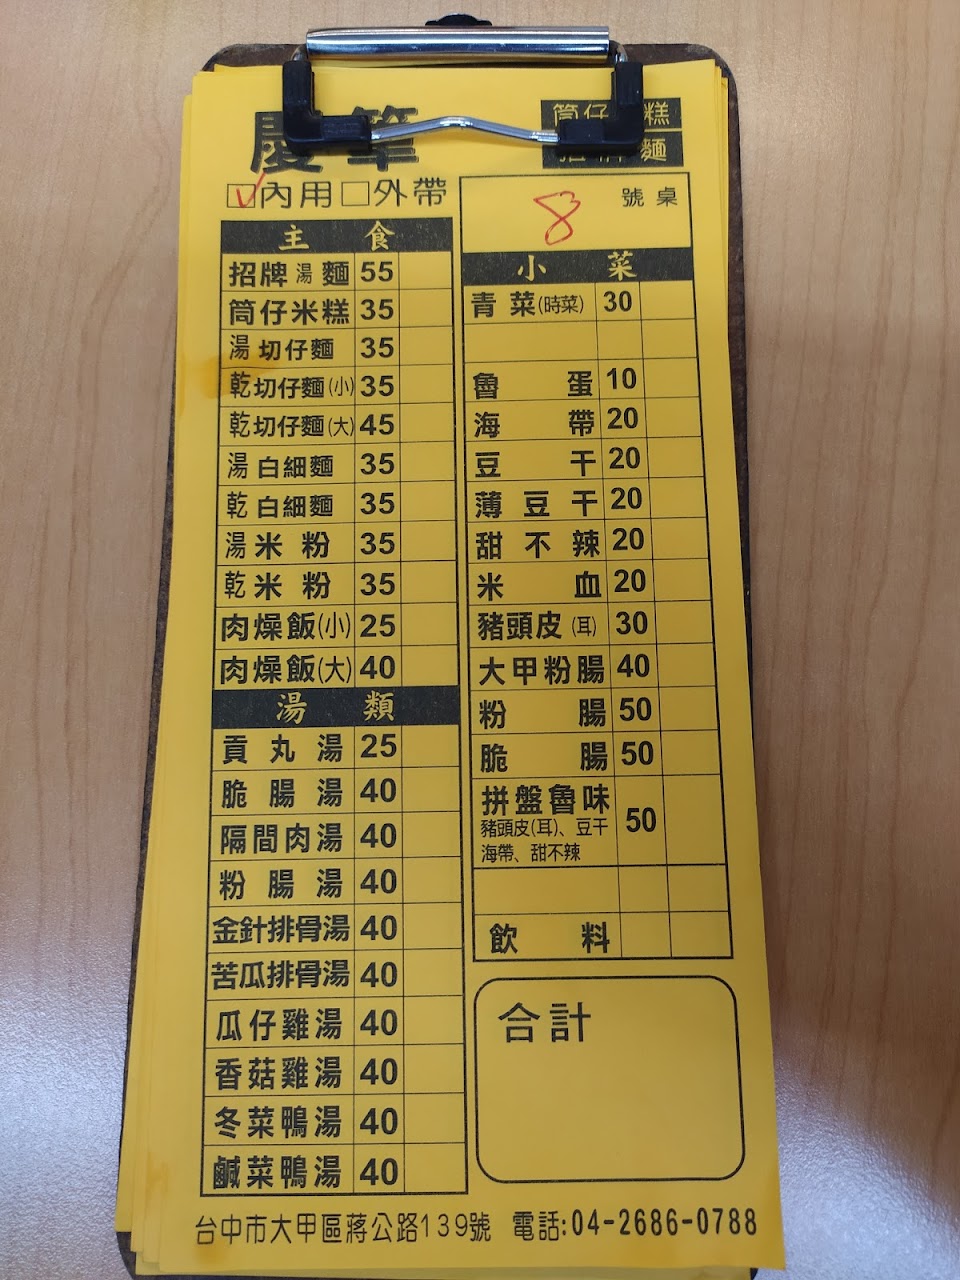 慶筆
筒仔 糕
招牌 麵
內用 外帶
8 號桌
主食
招牌湯麵 55
筒仔米糕 35
湯切仔麵 35
乾切仔麵(小) 35
乾切仔麵(大) 45
湯白細麵 35
乾白細麵 35
湯米粉 35
乾米粉 35
肉燥飯(小) 25
肉燥飯(大) 40
湯類
貢丸湯 25
脆腸湯 40
隔間肉湯 40
粉腸湯 40
金針排骨湯 40
苦瓜排骨湯 40
瓜仔雞湯 40
香菇雞湯 40
冬菜鴨湯 40
鹹菜鴨湯 40
小菜
青菜(時菜) 30
魯蛋 10
海帶 20
豆干 20
薄豆干 20
甜不辣 20
米血 20
豬頭皮(耳) 30
大甲粉腸 40
粉腸 50
脆腸 50
拼盤魯味 50
豬頭皮(耳)、豆干
海帶、甜不辣
飲料
合計
台中市大甲區蔣公路139號 電話:04-2686-0788